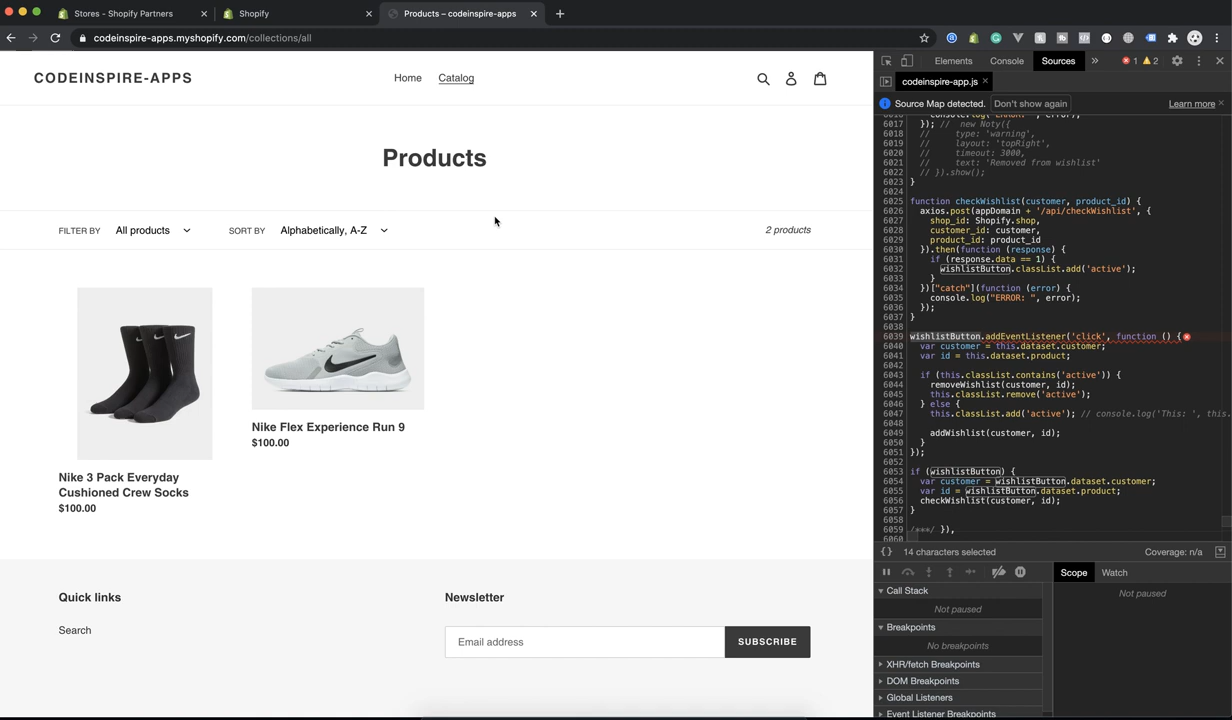 Stores - Shopify Partners
Shopify
Products – codeinspire-apps
codeinspire-apps.myshopify.com/collections/all
CODEINSPIRE-APPS
Home
Catalog
Products
FILTER BY
All products
SORT BY
Alphabetically, A-Z
2 products
Nike 3 Pack Everyday
Cushioned Crew Socks
$100.00
Nike Flex Experience Run 9
$100.00
Quick links
Search
Newsletter
Email address
SUBSCRIBE
Elements Console Sources 1 2
codeinspire-app.js
Source Map detected. Don't show again Learn more
console.log("ERROR: ", error);
6017 }); // new Noty({
6018 // type: 'warning',
6019 // layout: 'topRight',
6020 // timeout: 3000,
6021 // text: 'Removed from wishlist'
6022 // }).show();
6023 }
6024
6025 function checkWishlist(customer, product_id) {
6026 axios.post(appDomain + '/api/checkWishlist', {
6027 shop_id: Shopify.shop,
6028 customer_id: customer,
6029 product_id: product_id
6030 }).then(function (response) {
6031 if (response.data == 1) {
6032 wishlistButton.classList.add('active');
6033 }
6034 })["catch"](function (error) {
6035 console.log("ERROR: ", error);
6036 });
6037 }
6038
6039 wishlistButton.addEventListener('click', function () {
6040 var customer = this.dataset.customer;
6041 var id = this.dataset.product;
6042
6043 if (this.classList.contains('active')) {
6044 removeWishlist(customer, id);
6045 this.classList.remove('active');
6046 } else {
6047 this.classList.add('active'); // console.log('This: ', this.
6048
6049 addWishlist(customer, id);
6050 }
6051 });
6052
6053 if (wishlistButton) {
6054 var customer = wishlistButton.dataset.customer;
6055 var id = wishlistButton.dataset.product;
6056 checkWishlist(customer, id);
6057 }
6058
6059 /***/ }),
6060
{} 14 characters selected Coverage: n/a
Scope Watch
Call Stack
Not paused
Not paused
Breakpoints
No breakpoints
XHR/fetch Breakpoints
DOM Breakpoints
Global Listeners
Event Listener Breakpoints